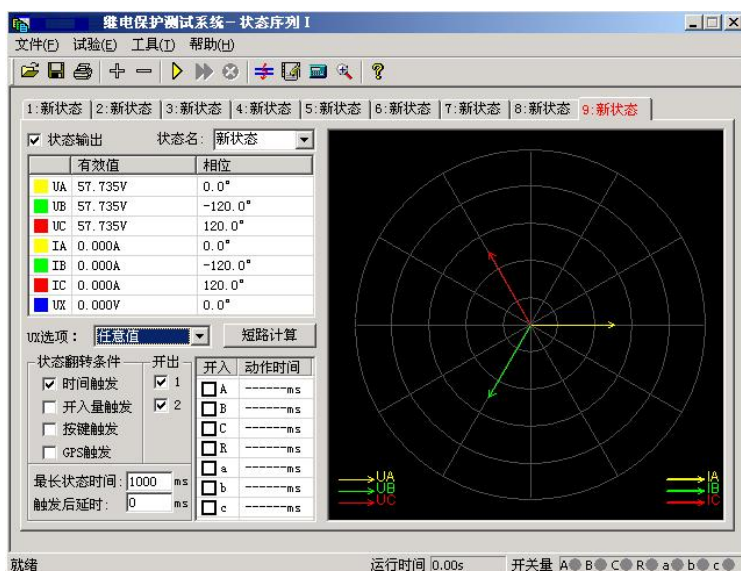 继电保护测试系统-状态序列 I
文件(F) 试验(E) 工具(T) 帮助(H)
1:新状态 2:新状态 3:新状态 4:新状态 5:新状态 6:新状态 7:新状态 8:新状态 9:新状态
状态输出 状态名: 新状态
有效值 相位
UA 57.735V 0.0°
UB 57.735V -120.0°
UC 57.735V 120.0°
IA 0.000A 0.0°
IB 0.000A -120.0°
IC 0.000A 120.0°
UX 0.000V 0.0°
UX选项: 任意值 短路计算
状态翻转条件 开出 开入 动作时间
时间触发 1 A ------ms
开入量触发 2 B ------ms
按键触发 C ------ms
GPS触发 R ------ms
a ------ms
最长状态时间: 1000 ms b ------ms
触发后延时: 0 ms c ------ms
UA IA
UB IB
UC IC
就绪 运行时间 0.00s 开关量 A B C R a b c